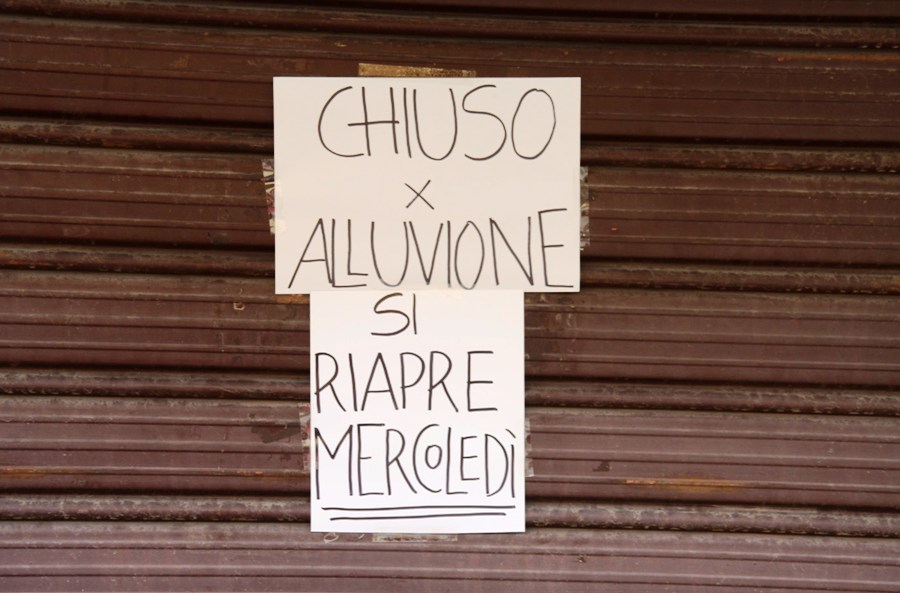 CHIUSO
x
ALLUVIONE
SI
RIAPRE
MERCOLEDÌ